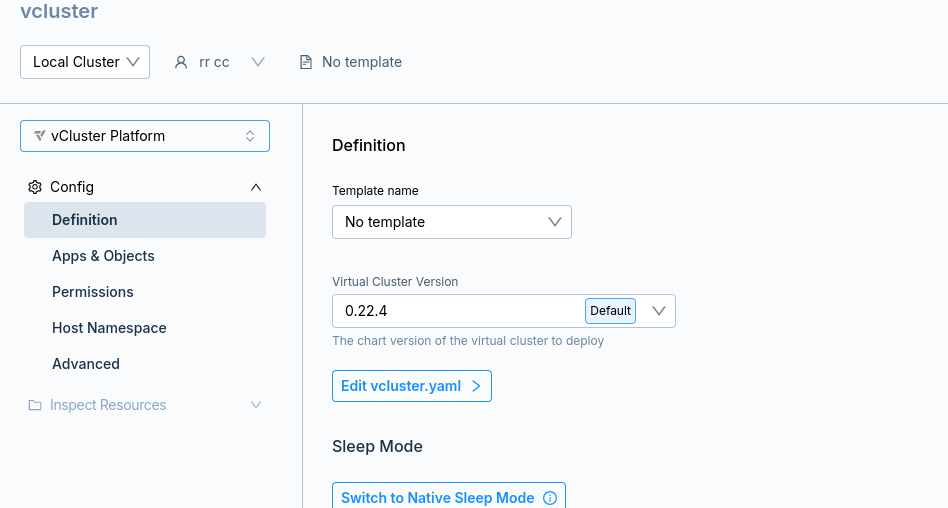 vcluster
Local Cluster
rr cc
No template
vCluster Platform
Config
Definition
Apps & Objects
Permissions
Host Namespace
Advanced
Inspect Resources
Definition
Template name
No template
Virtual Cluster Version
0.22.4
Default
The chart version of the virtual cluster to deploy
Edit vcluster.yaml
Sleep Mode
Switch to Native Sleep Mode